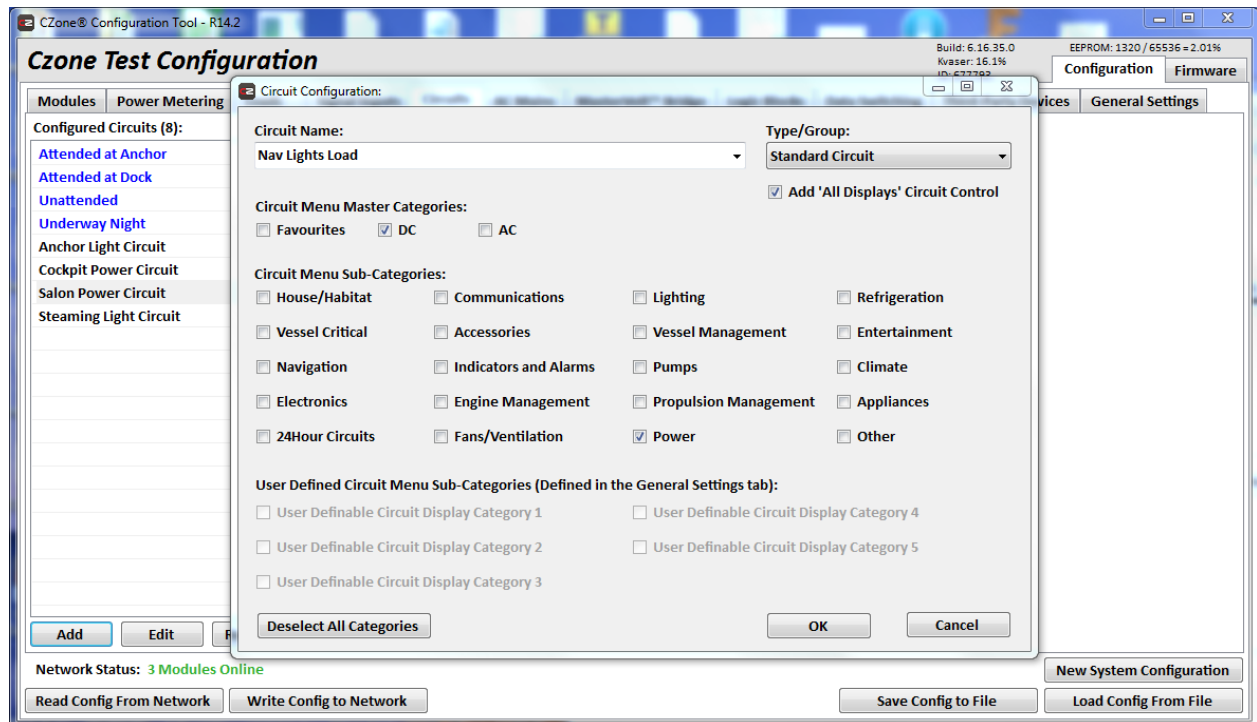 CZone® Configuration Tool - R14.2
Czone Test Configuration
Build: 6.16.35.0
Kvaser: 16.1%
ID: 677793
EEPROM: 1320 / 65536 = 2.01%
Configuration Firmware
Modules Power Metering General Settings
Configured Circuits (8):
Attended at Anchor
Attended at Dock
Unattended
Underway Night
Anchor Light Circuit
Cockpit Power Circuit
Salon Power Circuit
Steaming Light Circuit
Circuit Configuration:
Circuit Name: Type/Group:
Nav Lights Load Standard Circuit
Add 'All Displays' Circuit Control
Circuit Menu Master Categories:
Favourites DC AC
Circuit Menu Sub-Categories:
House/Habitat Communications Lighting Refrigeration
Vessel Critical Accessories Vessel Management Entertainment
Navigation Indicators and Alarms Pumps Climate
Electronics Engine Management Propulsion Management Appliances
24Hour Circuits Fans/Ventilation Power Other
User Defined Circuit Menu Sub-Categories (Defined in the General Settings tab):
User Definable Circuit Display Category 1 User Definable Circuit Display Category 4
User Definable Circuit Display Category 2 User Definable Circuit Display Category 5
User Definable Circuit Display Category 3
Deselect All Categories OK Cancel
Add Edit
Network Status: 3 Modules Online New System Configuration
Read Config From Network Write Config to Network Save Config to File Load Config From File